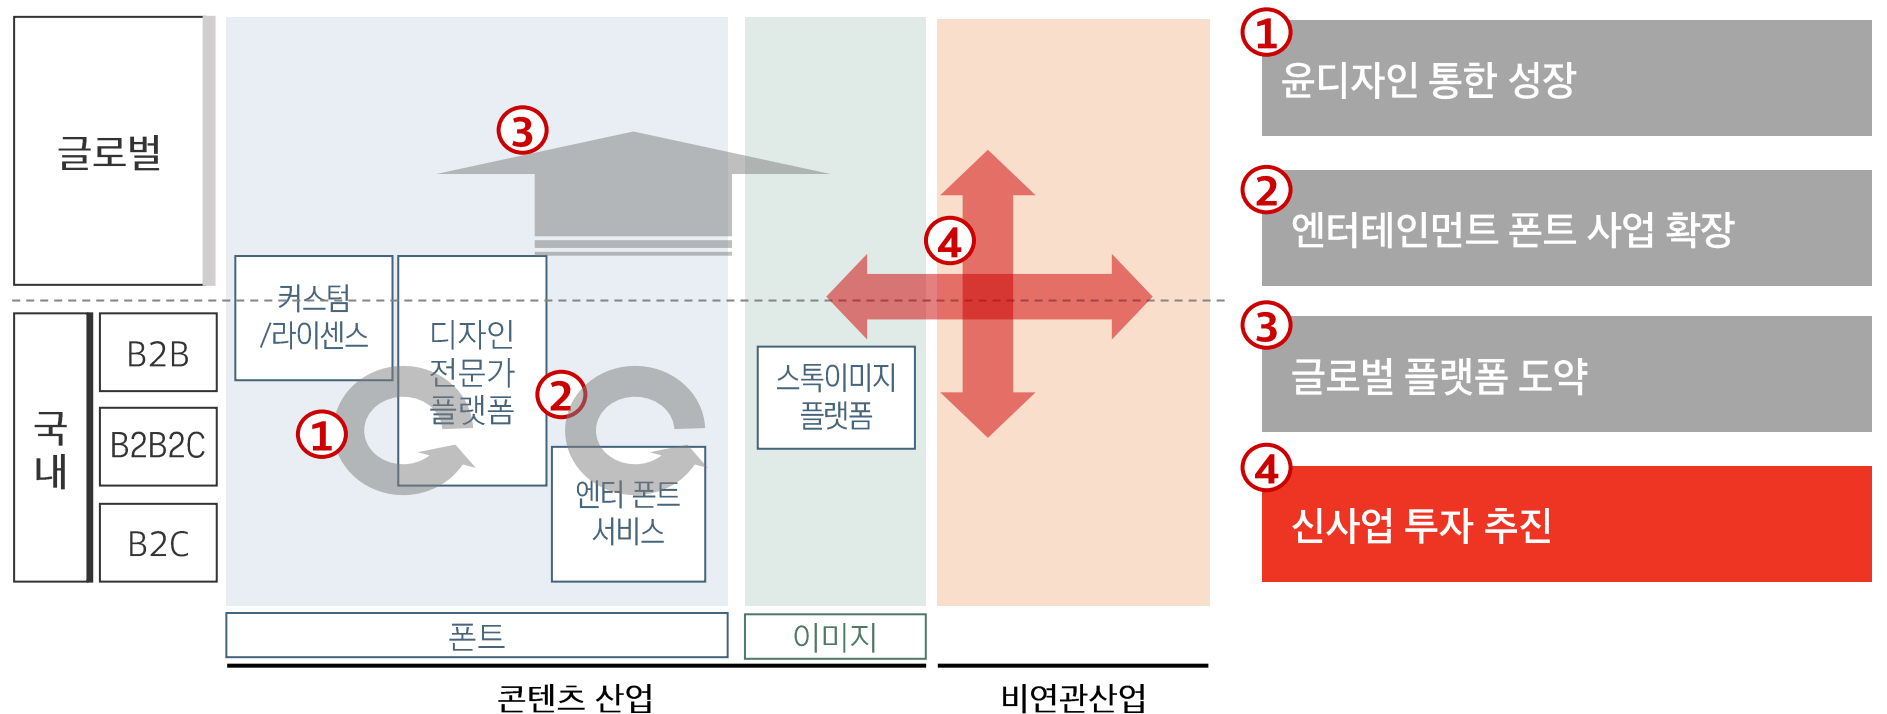 글로벌
국
내
B2B
B2B2C
B2C
③
커스텀
/라이센스
디자인
전문가
플랫폼
①
②
엔터 폰트
서비스
스톡이미지
플랫폼
④
폰트
이미지
콘텐츠 산업
비연관산업
①
윤디자인 통한 성장
②
엔터테인먼트 폰트 사업 확장
③
글로벌 플랫폼 도약
④
신사업 투자 추진